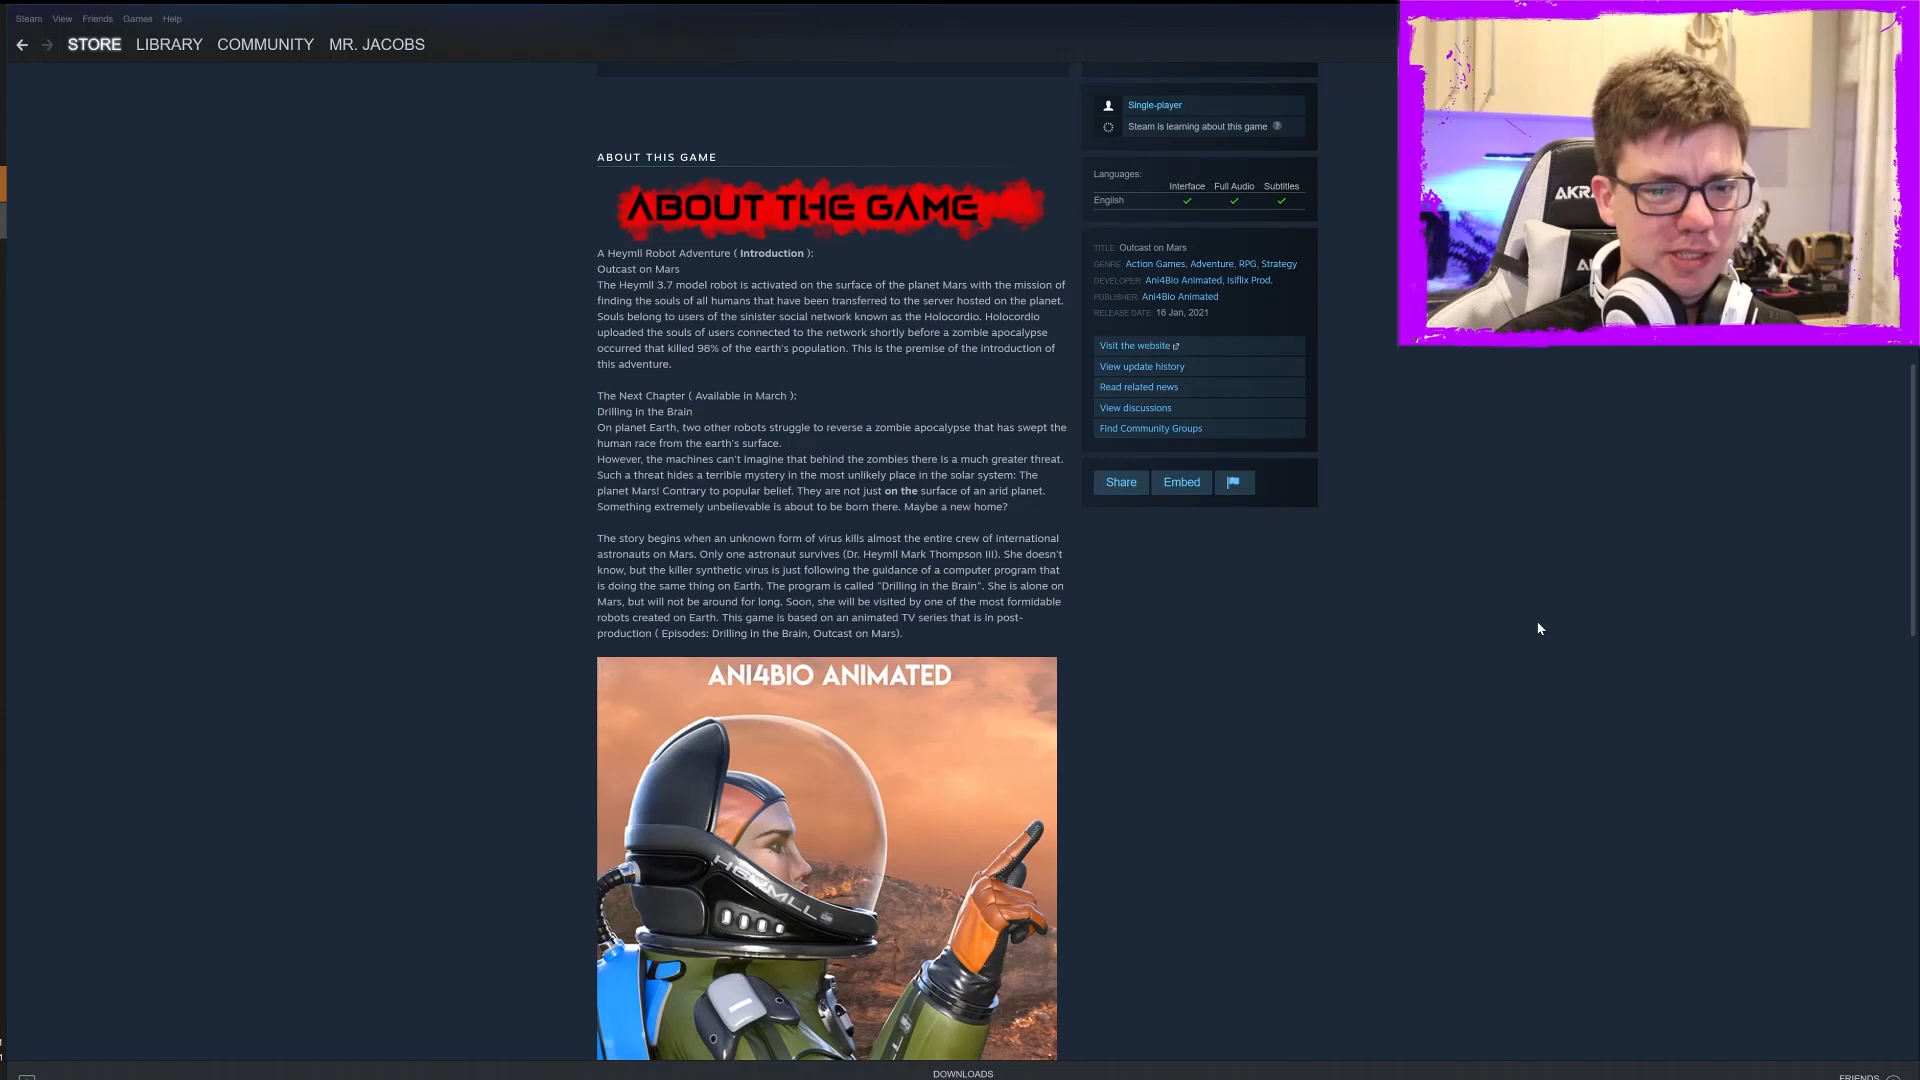 Steam View Friends Games Help
STORE LIBRARY COMMUNITY MR. JACOBS
ABOUT THIS GAME
ABOUT THE GAME
A Heymll Robot Adventure ( Introduction ):
Outcast on Mars
The Heymll 3.7 model robot is activated on the surface of the planet Mars with the mission of
finding the souls of all humans that have been transferred to the server hosted on the planet.
Souls belong to users of the sinister social network known as the Holocordio. Holocordio
uploaded the souls of users connected to the network shortly before a zombie apocalypse
occurred that killed 98% of the earth's population. This is the premise of the introduction of
this adventure.
The Next Chapter ( Available in March ):
Drilling in the Brain
On planet Earth, two other robots struggle to reverse a zombie apocalypse that has swept the
human race from the earth's surface.
However, the machines can't imagine that behind the zombies there is a much greater threat.
Such a threat hides a terrible mystery in the most unlikely place in the solar system: The
planet Mars! Contrary to popular belief. They are not just on the surface of an arid planet.
Something extremely unbelievable is about to be born there. Maybe a new home?
The story begins when an unknown form of virus kills almost the entire crew of international
astronauts on Mars. Only one astronaut survives (Dr. Heymll Mark Thompson III). She doesn't
know, but the killer synthetic virus is just following the guidance of a computer program that
is doing the same thing on Earth. The program is called "Drilling in the Brain". She is alone on
Mars, but will not be around for long. Soon, she will be visited by one of the most formidable
robots created on Earth. This game is based on an animated TV series that is in post-
production ( Episodes: Drilling in the Brain, Outcast on Mars).
ANI4BIO ANIMATED
HEYMLL
Single-player
Steam is learning about this game ?
Languages:
Interface Full Audio Subtitles
English
TITLE: Outcast on Mars
GENRE: Action Games, Adventure, RPG, Strategy
DEVELOPER: Ani4Bio Animated, Isiflix Prod.
PUBLISHER: Ani4Bio Animated
RELEASE DATE: 16 Jan, 2021
Visit the website
View update history
Read related news
View discussions
Find Community Groups
Share Embed
DOWNLOADS
FRIENDS